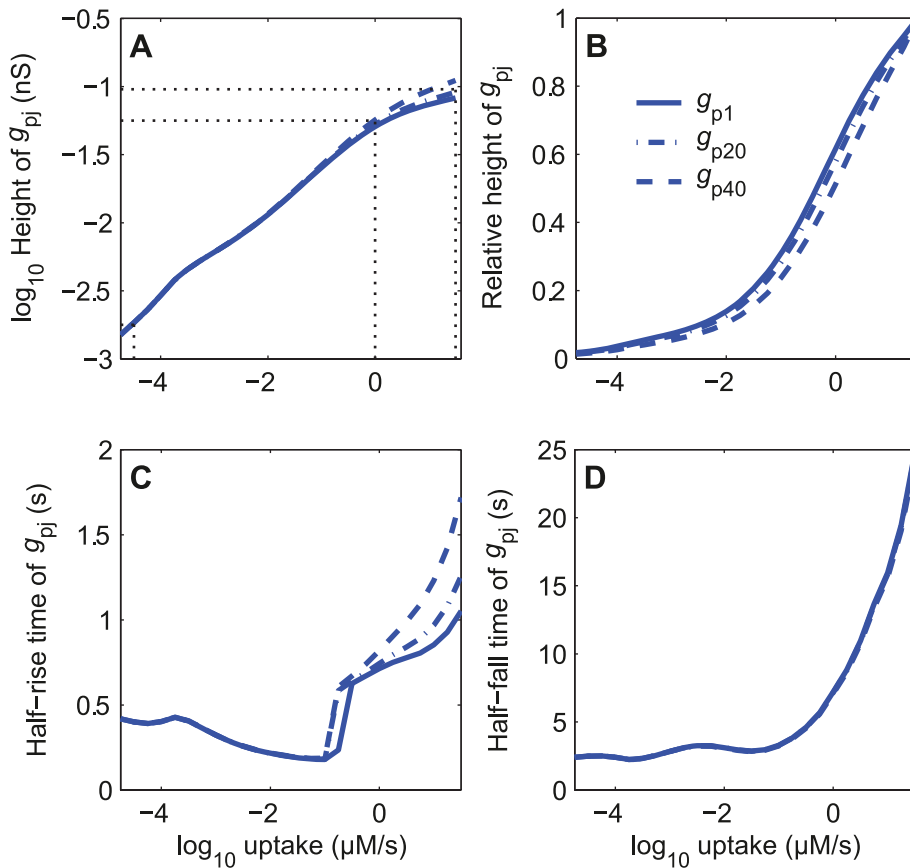 A
log₁₀ Height of gₚⱼ (nS)
−0.5
−1
−1.5
−2
−2.5
−3
−4
−2
0
B
Relative height of gₚⱼ
1
0.8
0.6
0.4
0.2
0
−4
−2
0
gₚ₁
gₚ₂₀
gₚ₄₀
C
Half−rise time of gₚⱼ (s)
2
1.5
1
0.5
0
−4
−2
0
log₁₀ uptake (µM/s)
D
Half−fall time of gₚⱼ (s)
25
20
15
10
5
0
−4
−2
0
log₁₀ uptake (µM/s)